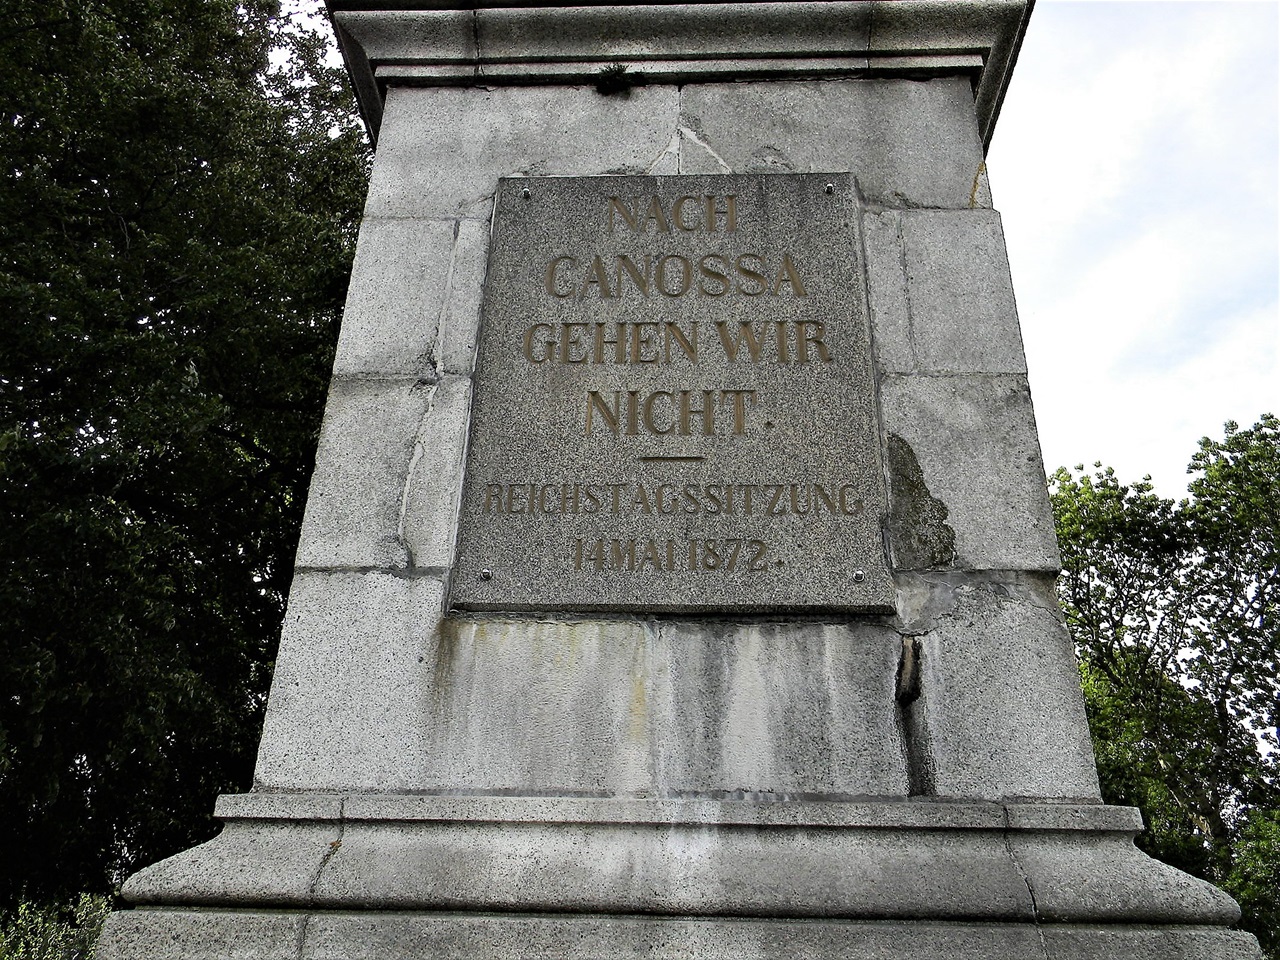 NACH
CANOSSA
GEHEN WIR
NICHT.
REICHSTAGSSITZUNG
14 MAI 1872.